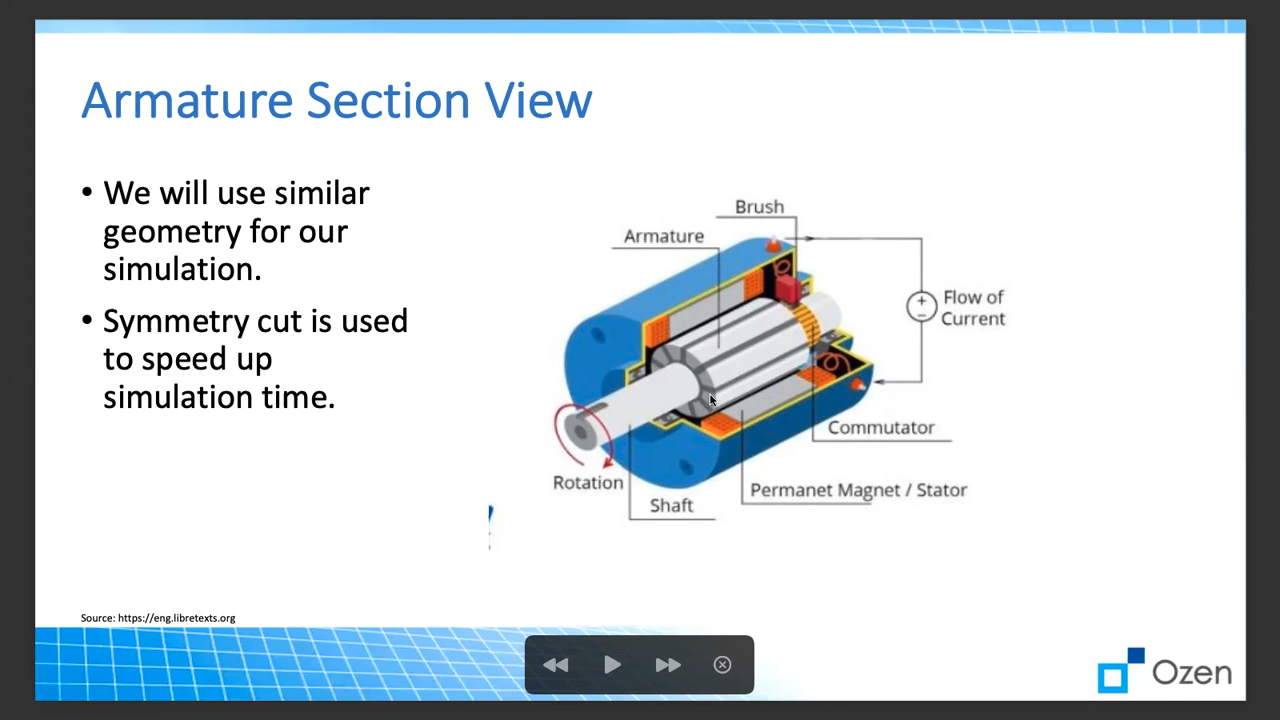 Armature Section View
• We will use similar
geometry for our
simulation.
• Symmetry cut is used
to speed up
simulation time.
Brush
Armature
+
−
Flow of
Current
Commutator
Rotation
Permanet Magnet / Stator
Shaft
Source: https://eng.libretexts.org
Ozen